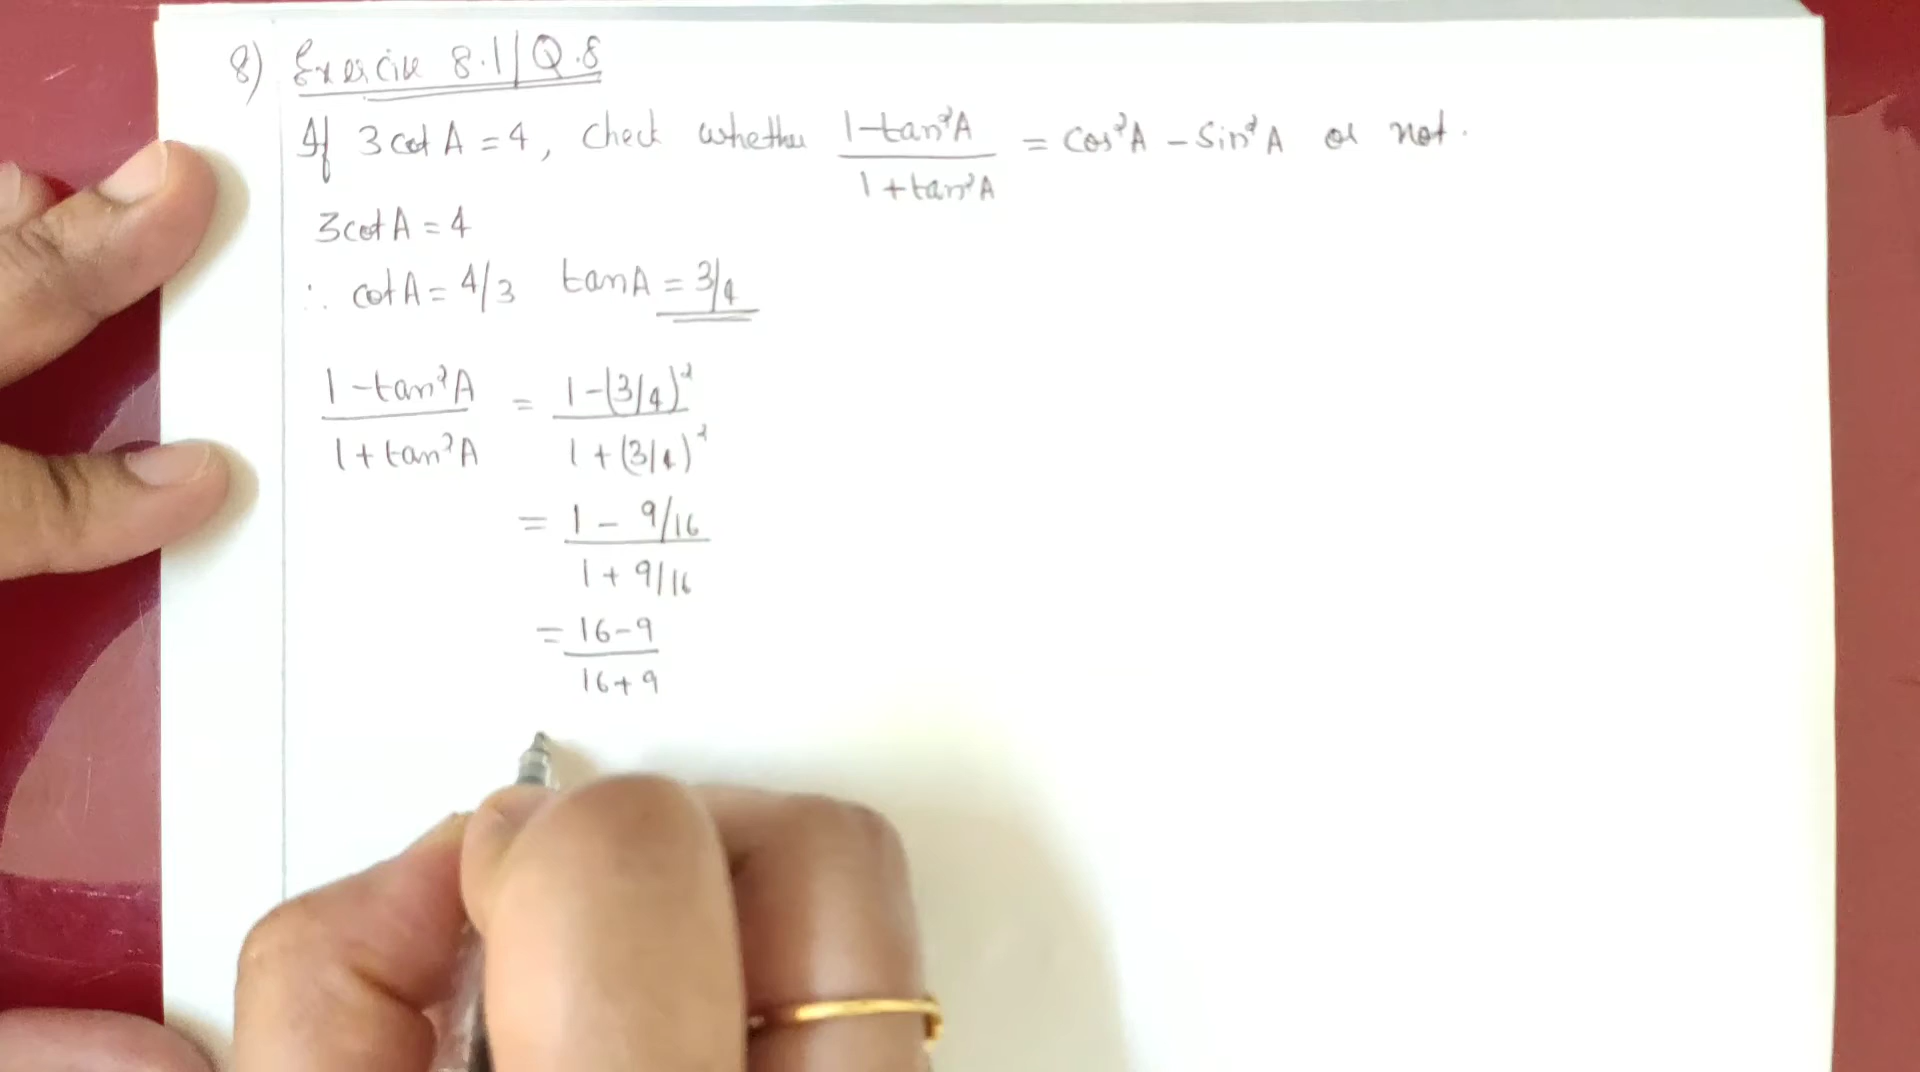 8) Exercise 8.1 | Q.8
If 3 cot A = 4, Check whether 1-tan²A / 1+tan²A = Cos²A - Sin²A or not.
3cot A = 4
∴ cot A = 4/3 tan A = 3/4
1-tan²A / 1+tan²A = 1-(3/4)² / 1+(3/4)²
= 1 - 9/16 / 1 + 9/16
= 16-9 / 16+9